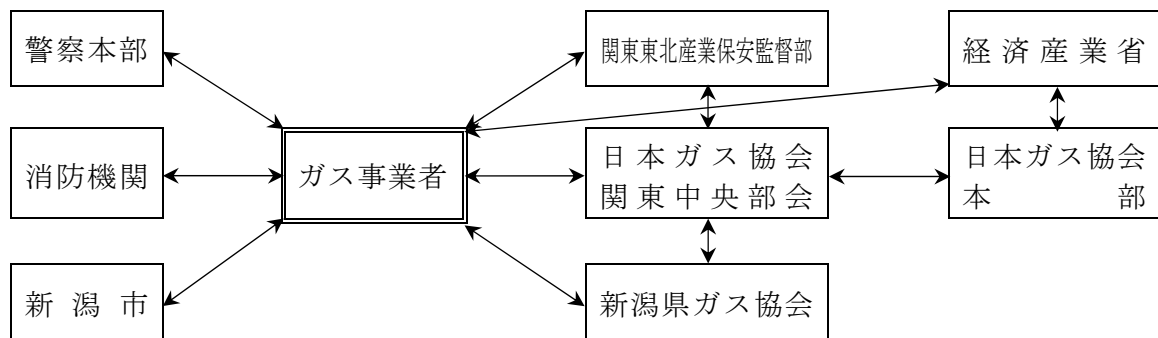 警察本部
関東東北産業保安監督部
経済産業省
消防機関
ガス事業者
日本ガス協会
関東中央部会
日本ガス協会
本部
新潟市
新潟県ガス協会